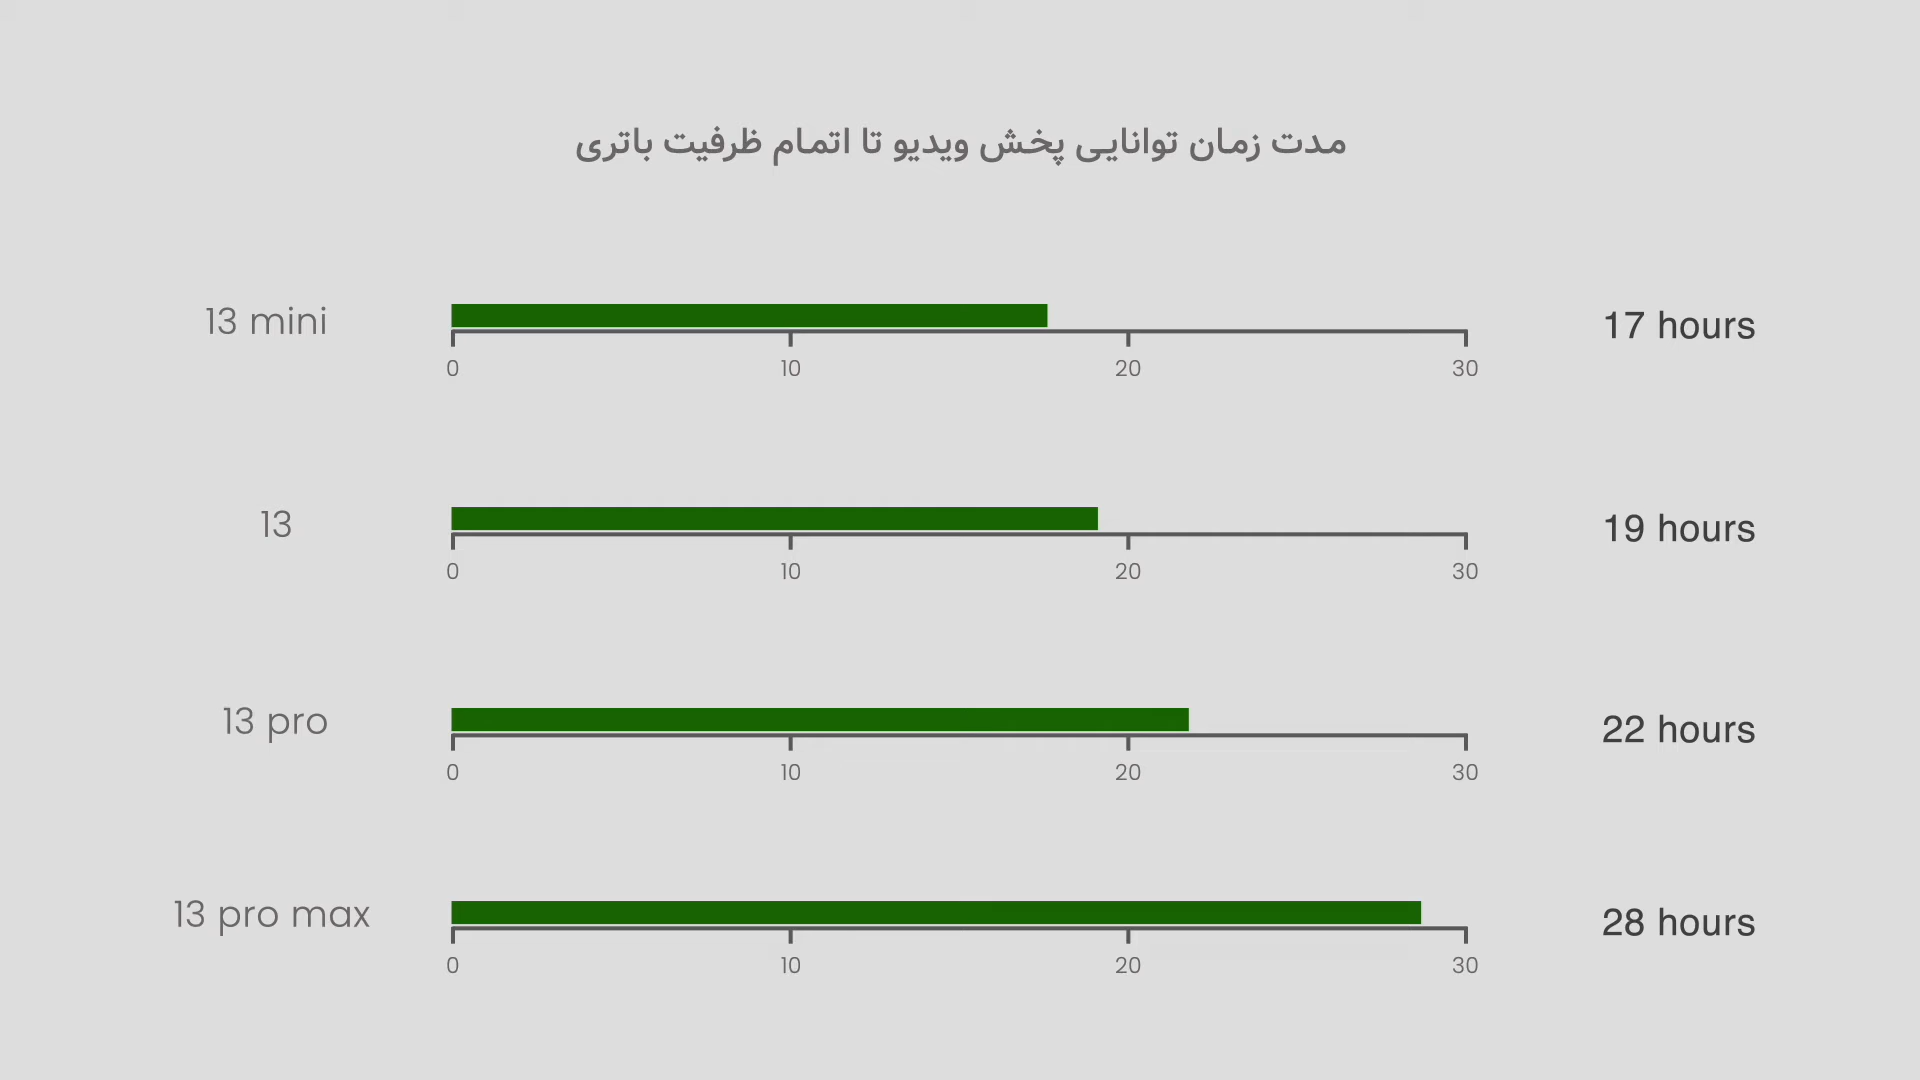 مدت زمان توانایی پخش ویدیو تا اتمام ظرفیت باتری
13 mini
0 10 20 30
17 hours
13
0 10 20 30
19 hours
13 pro
0 10 20 30
22 hours
13 pro max
0 10 20 30
28 hours